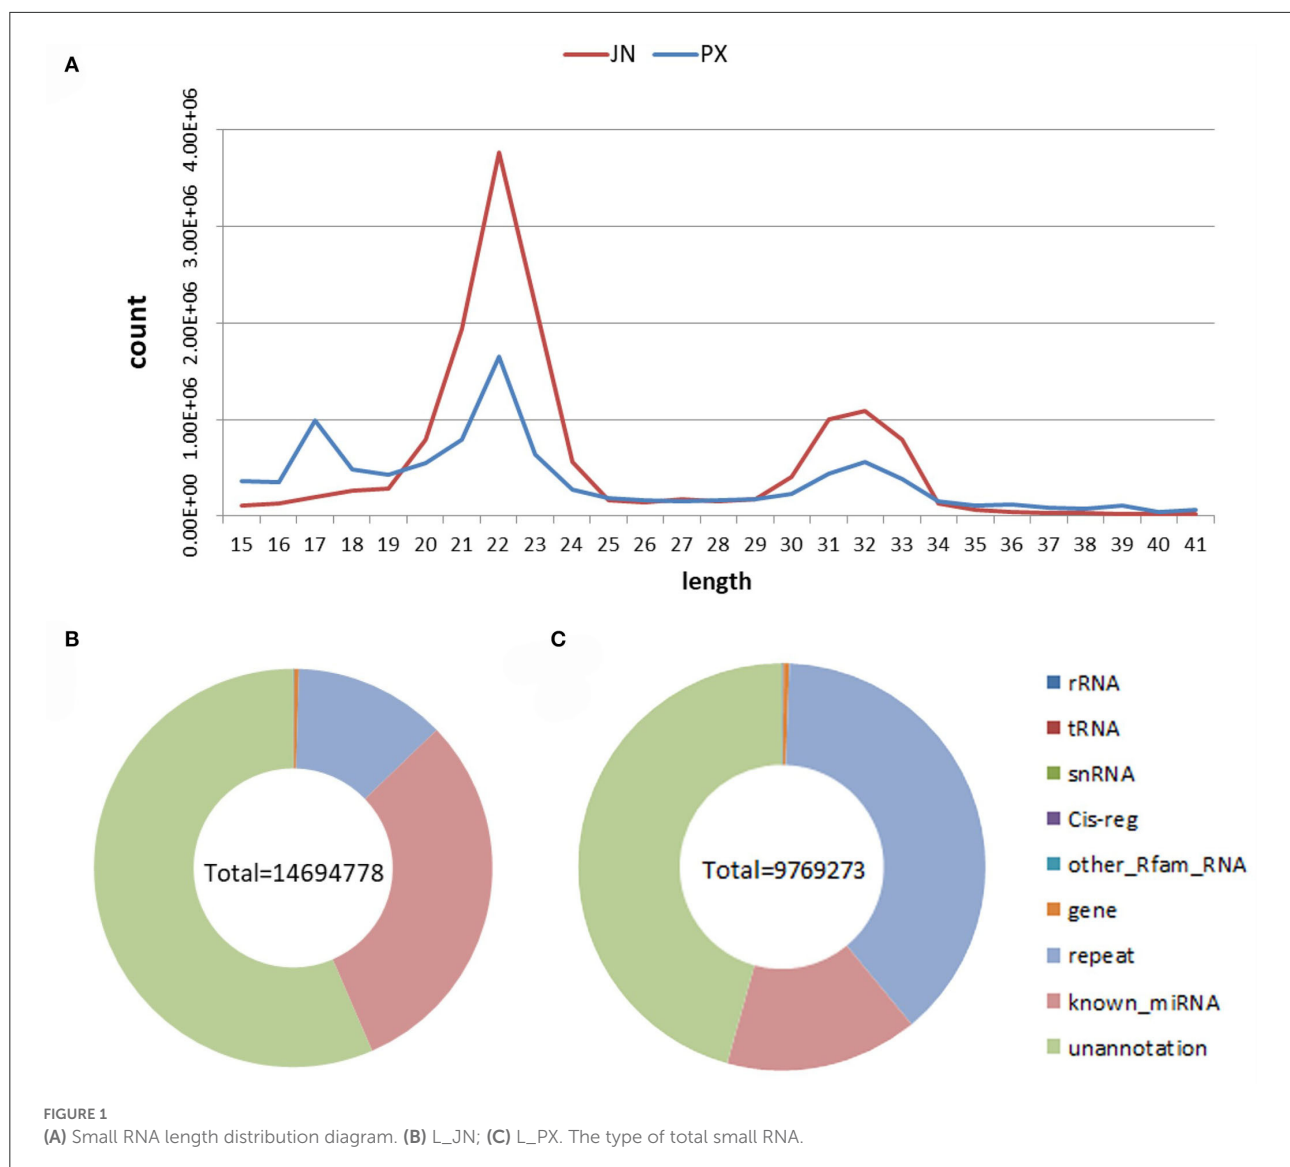 A
JN PX
4.00E+06
3.00E+06
2.00E+06
1.00E+06
0.00E+00
count
15 16 17 18 19 20 21 22 23 24 25 26 27 28 29 30 31 32 33 34 35 36 37 38 39 40 41
length
B
C
Total=14694778
Total=9769273
rRNA
tRNA
snRNA
Cis-reg
other_Rfam_RNA
gene
repeat
known_miRNA
unannotation
FIGURE 1
(A) Small RNA length distribution diagram. (B) L_JN; (C) L_PX. The type of total small RNA.